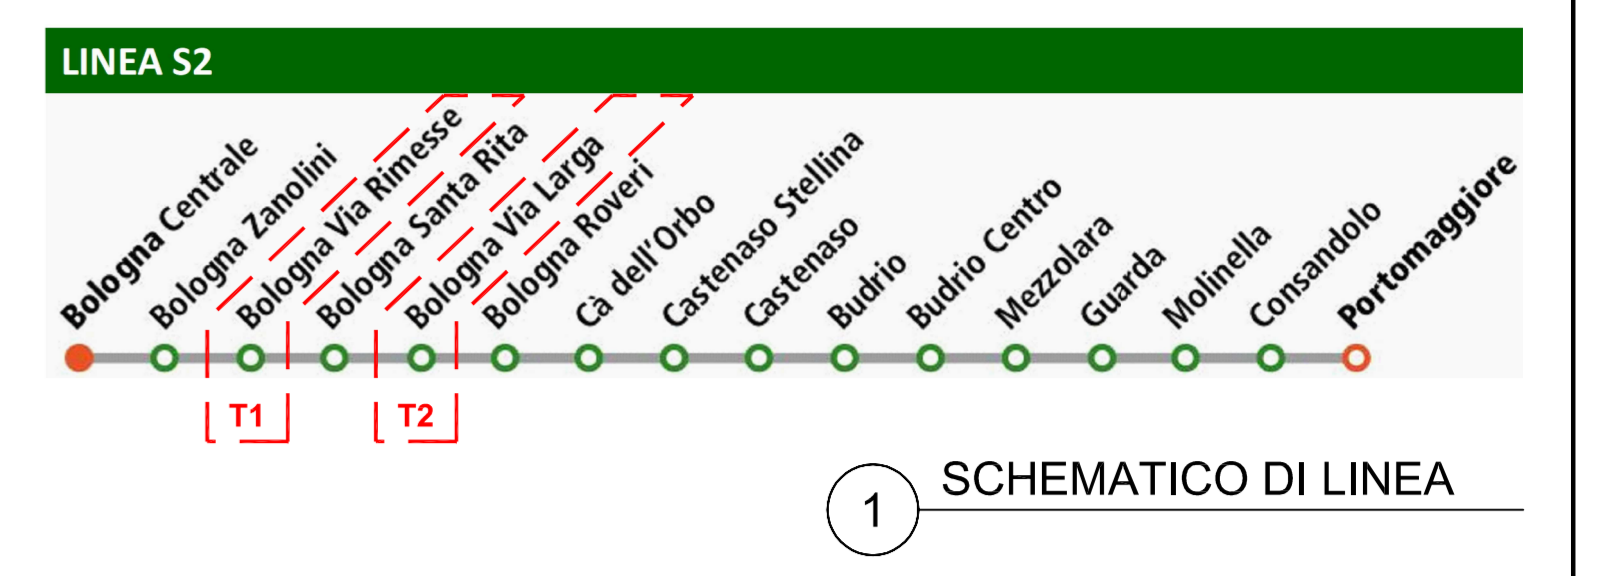 LINEA S2
Bologna Centrale
Bologna Zanolini
Bologna Via Rimesse
Bologna Santa Rita
Bologna Via Larga
Bologna Roveri
Cà dell'Orbo
Castenaso Stellina
Castenaso
Budrio
Budrio Centro
Mezzolara
Guarda
Molinella
Consandolo
Portomaggiore
T1
T2
1
SCHEMATICO DI LINEA